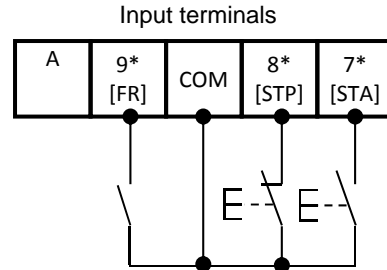 Input terminals
A 9* COM 8* 7*
[FR] [STP] [STA]